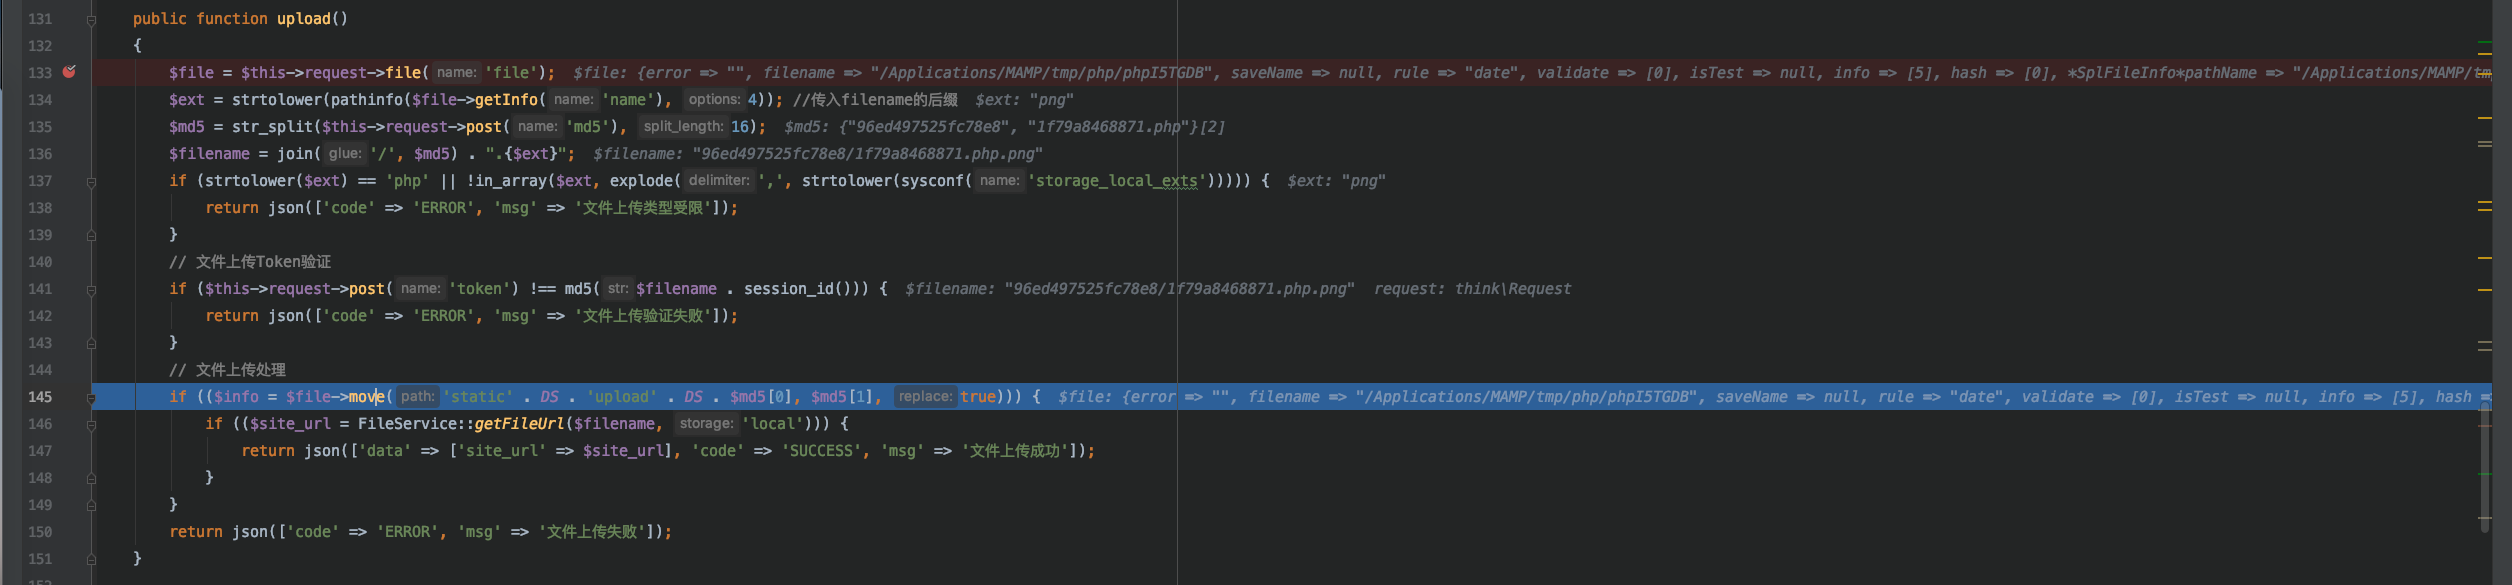 131 public function upload()
132 {
133 $file = $this->request->file( name: 'file'); $file: {error => "", filename => "/Applications/MAMP/tmp/php/phpI5TGDB", saveName => null, rule => "date", validate => [0], isTest => null, info => [5], hash => [0], *SplFileInfo*pathName => "/Applications/MAMP/tm
134 $ext = strtolower(pathinfo($file->getInfo( name: 'name'), options: 4)); //传入filename的后缀 $ext: "png"
135 $md5 = str_split($this->request->post( name: 'md5'), split_length: 16); $md5: {"96ed497525fc78e8", "1f79a8468871.php"}[2]
136 $filename = join( glue: '/', $md5) . ".{$ext}"; $filename: "96ed497525fc78e8/1f79a8468871.php.png"
137 if (strtolower($ext) == 'php' || !in_array($ext, explode( delimiter: ',', strtolower(sysconf( name: 'storage_local_exts'))))) { $ext: "png"
138 return json(['code' => 'ERROR', 'msg' => '文件上传类型受限']);
139 }
140 // 文件上传Token验证
141 if ($this->request->post( name: 'token') !== md5( str: $filename . session_id())) { $filename: "96ed497525fc78e8/1f79a8468871.php.png" request: think\Request
142 return json(['code' => 'ERROR', 'msg' => '文件上传验证失败']);
143 }
144 // 文件上传处理
145 if (($info = $file->move( path: 'static' . DS . 'upload' . DS . $md5[0], $md5[1], replace: true))) { $file: {error => "", filename => "/Applications/MAMP/tmp/php/phpI5TGDB", saveName => null, rule => "date", validate => [0], isTest => null, info => [5], hash =>
146 if (($site_url = FileService::getFileUrl($filename, storage: 'local'))) {
147 return json(['data' => ['site_url' => $site_url], 'code' => 'SUCCESS', 'msg' => '文件上传成功']);
148 }
149 }
150 return json(['code' => 'ERROR', 'msg' => '文件上传失败']);
151 }